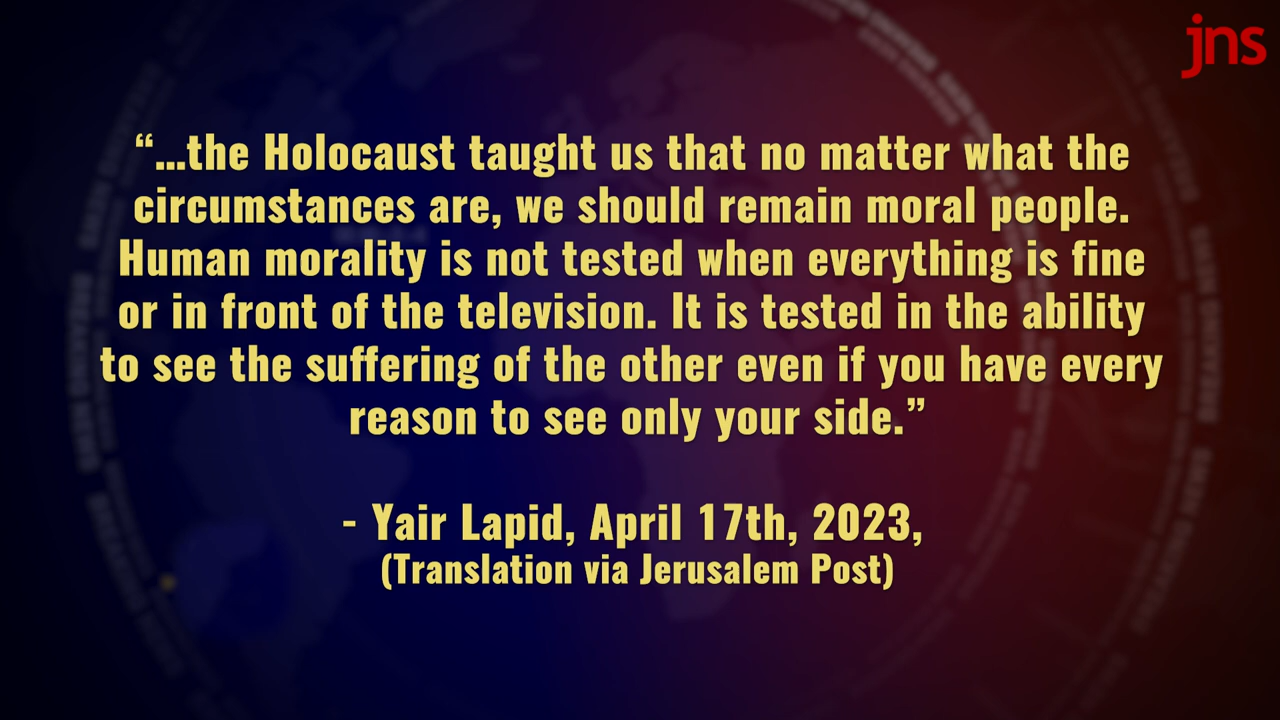 jns
“...the Holocaust taught us that no matter what the
circumstances are, we should remain moral people.
Human morality is not tested when everything is fine
or in front of the television. It is tested in the ability
to see the suffering of the other even if you have every
reason to see only your side.”
- Yair Lapid, April 17th, 2023,
(Translation via Jerusalem Post)